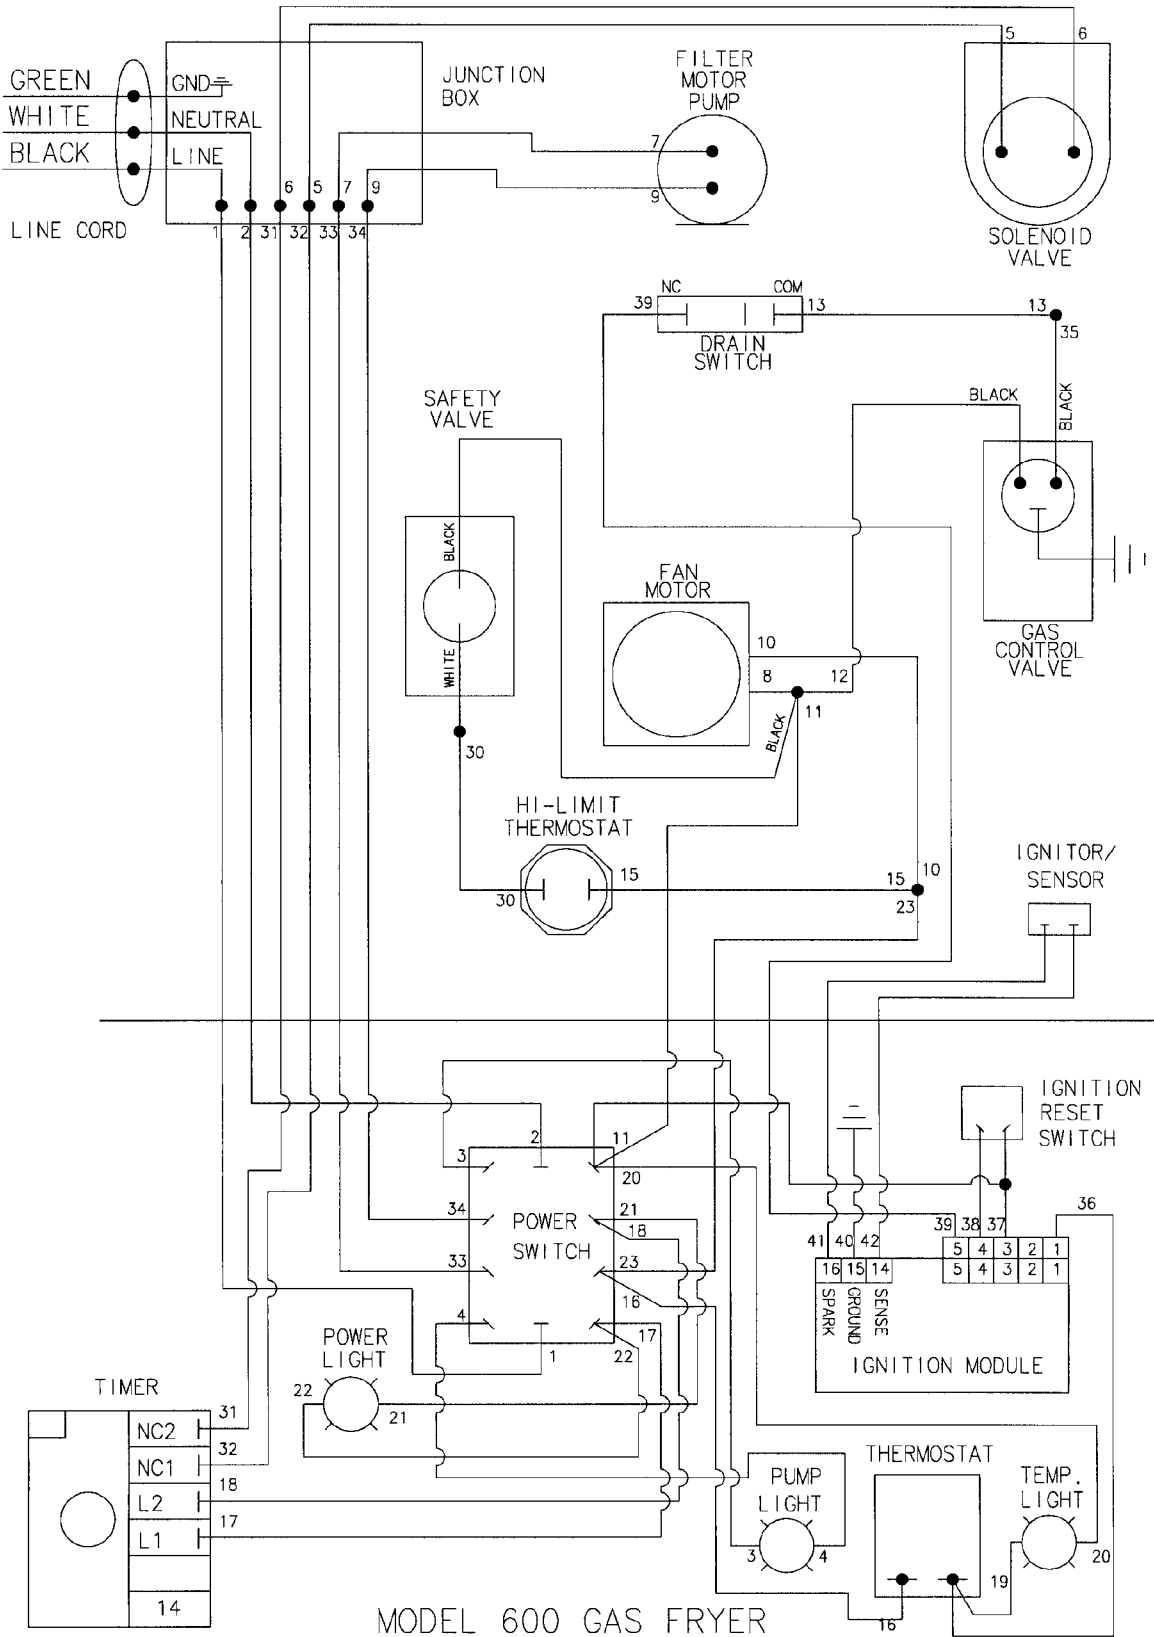 5 6
GREEN GND
WHITE NEUTRAL
BLACK LINE
LINE CORD
JUNCTION
BOX
6 5 7 9
1 2 31 32 33 34
FILTER
MOTOR
PUMP
7
9
SOLENOID
VALVE
NC COM
39 13 13
35
DRAIN
SWITCH
SAFETY
VALVE
BLACK
WHITE
30
BLACK
BLACK
GAS
CONTROL
VALVE
FAN
MOTOR
10
8 12
11
BLACK
HI-LIMIT
THERMOSTAT
30 15
15 10
23
IGNITOR/
SENSOR
IGNITION
RESET
SWITCH
2 11
3 20
34 21
18
33 23
16
4 17
1 22
POWER
SWITCH
36
39 38 37
41 40 42
5 4 3 2 1
5 4 3 2 1
16 15 14
SPARK
GROUND
SENSE
IGNITION MODULE
POWER
LIGHT
22 21
TIMER
NC2 31
NC1 32
L2 18
L1 17
14
PUMP
LIGHT
3 4
THERMOSTAT
16 19
TEMP.
LIGHT
20
MODEL 600 GAS FRYER